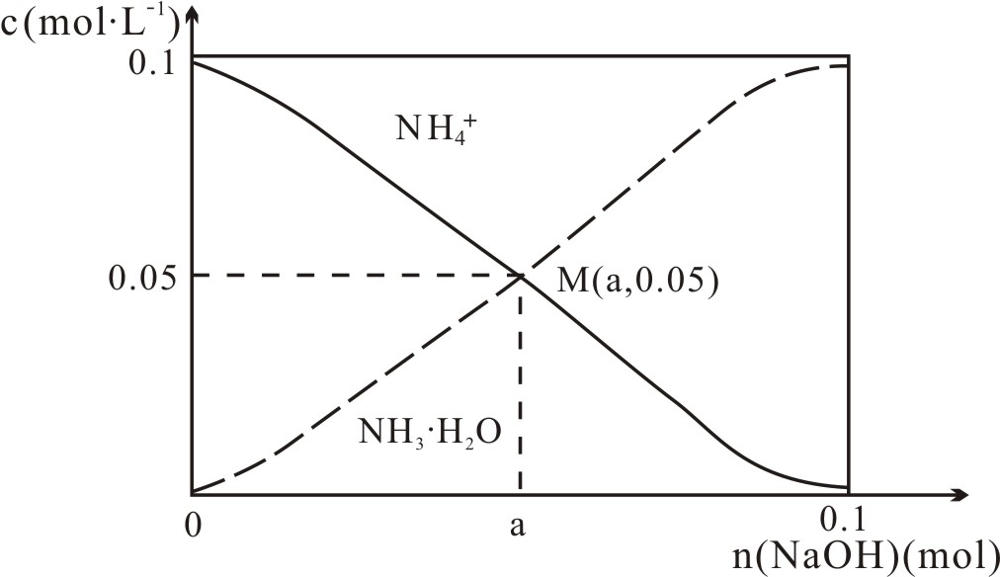 c(mol·L⁻¹)
0.1
NH₄⁺
0.05
M(a,0.05)
NH₃·H₂O
0
a
0.1
n(NaOH)(mol)